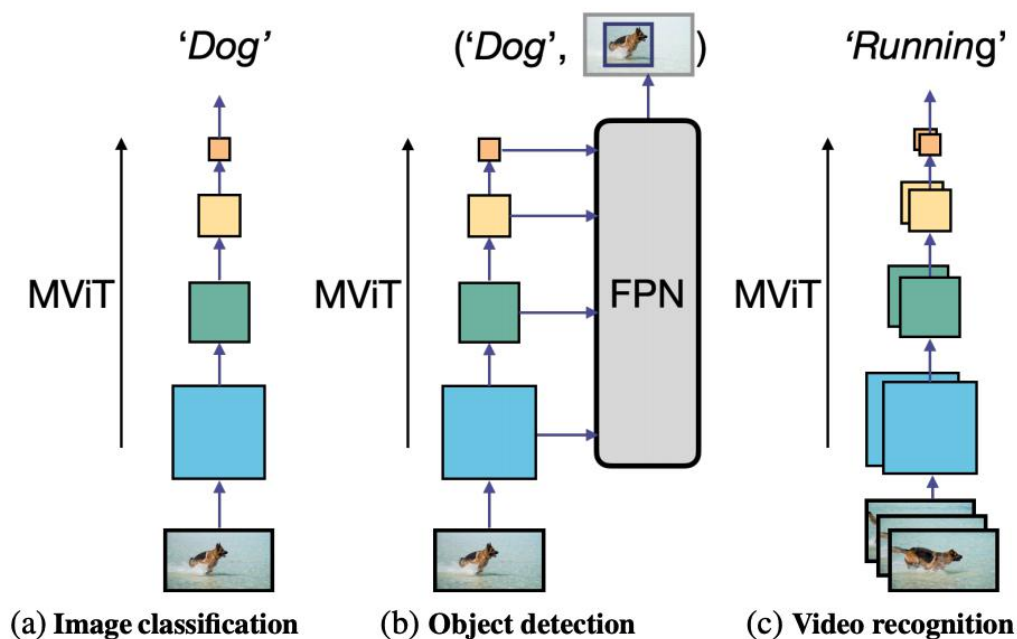 'Dog'
('Dog', )
'Running'
MViT
MViT
FPN
MViT
(a) Image classification
(b) Object detection
(c) Video recognition